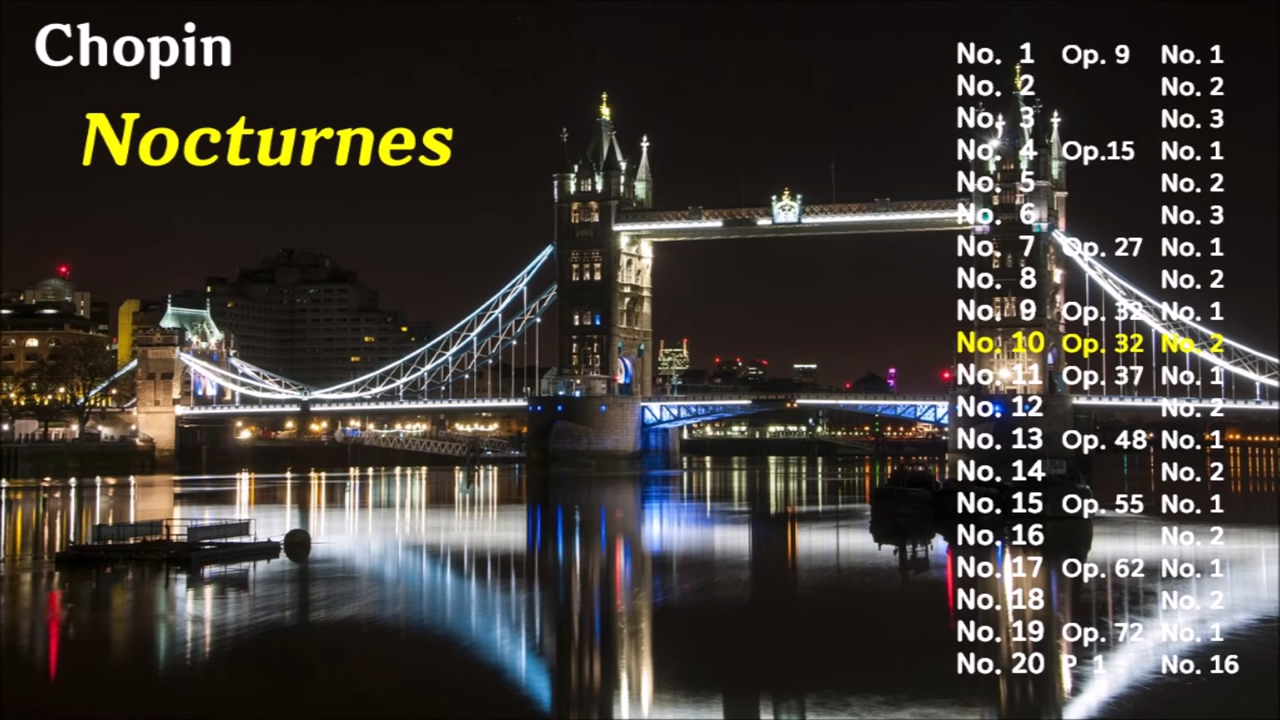 Chopin
Nocturnes
No. 1 Op. 9 No. 1
No. 2 No. 2
No. 3 No. 3
No. 4 Op.15 No. 1
No. 5 No. 2
No. 6 No. 3
No. 7 Op. 27 No. 1
No. 8 No. 2
No. 9 Op. 32 No. 1
No. 10 Op. 32 No. 2
No. 11 Op. 37 No. 1
No. 12 No. 2
No. 13 Op. 48 No. 1
No. 14 No. 2
No. 15 Op. 55 No. 1
No. 16 No. 2
No. 17 Op. 62 No. 1
No. 18 No. 2
No. 19 Op. 72 No. 1
No. 20 P 1 No. 16